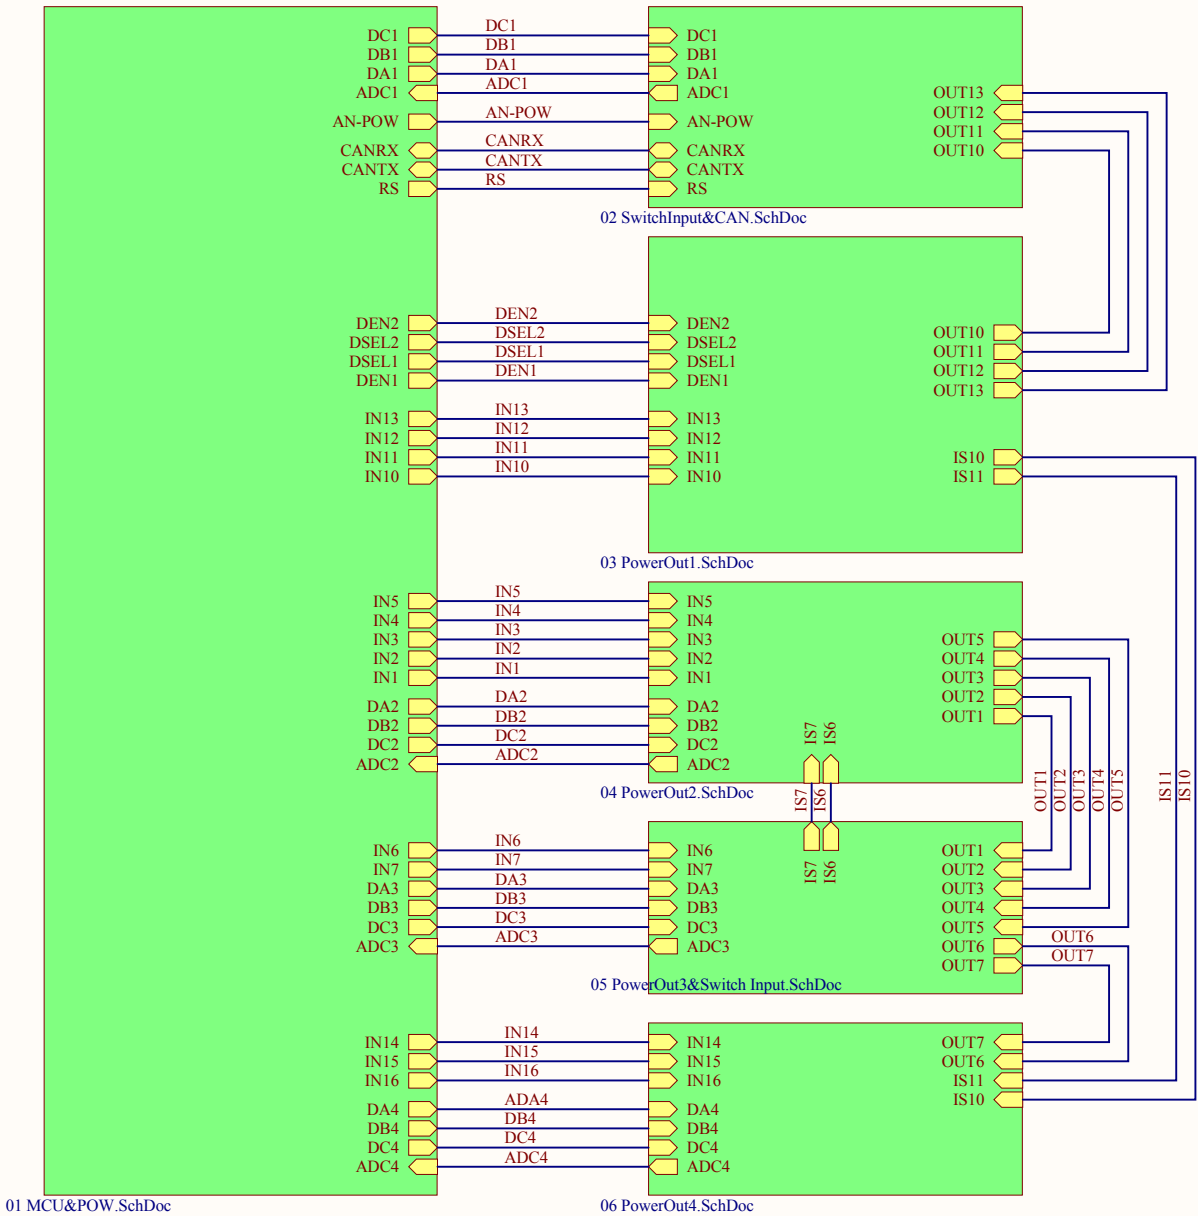 DC1 DC1 DC1
DB1 DB1 DB1
DA1 DA1 DA1
ADC1 ADC1 ADC1 OUT13
OUT12
AN-POW AN-POW AN-POW
OUT11
CANRX CANRX CANRX OUT10
CANTX CANTX CANTX
RS RS RS
02 SwitchInput&CAN.SchDoc
DEN2 DEN2 DEN2
OUT10
DSEL2 DSEL2 DSEL2
OUT11
DSEL1 DSEL1 DSEL1
OUT12
DEN1 DEN1 DEN1
OUT13
IN13 IN13 IN13
IN12 IN12 IN12
IN11 IN11 IN11 IS10
IN10 IN10 IN10 IS11
03 PowerOut1.SchDoc
IN5 IN5 IN5
IN4 IN4 IN4
IN3 IN3 IN3 OUT5
IN2 IN2 IN2 OUT4
IN1 IN1 IN1 OUT3
OUT2
DA2 DA2 DA2
OUT1
DB2 DB2 DB2
IS7 IS6
DC2 DC2 DC2
ADC2 ADC2 ADC2
04 PowerOut2.SchDoc
IS7 IS6
OUT1 OUT2 OUT3 OUT4 OUT5 IS11 IS10
IN6 IN6 IN6 OUT1
IN7 IN7 IN7 OUT2
IS7 IS6
DA3 DA3 DA3 OUT3
DB3 DB3 DB3 OUT4
DC3 DC3 DC3 OUT5
ADC3 ADC3 ADC3 OUT6 OUT6
OUT7 OUT7
05 PowerOut3&Switch Input.SchDoc
IN14 IN14 IN14 OUT7
IN15 IN15 IN15 OUT6
IN16 IN16 IN16 IS11
IS10
DA4 ADA4 DA4
DB4 DB4 DB4
DC4 DC4 DC4
ADC4 ADC4 ADC4
01 MCU&POW.SchDoc
06 PowerOut4.SchDoc